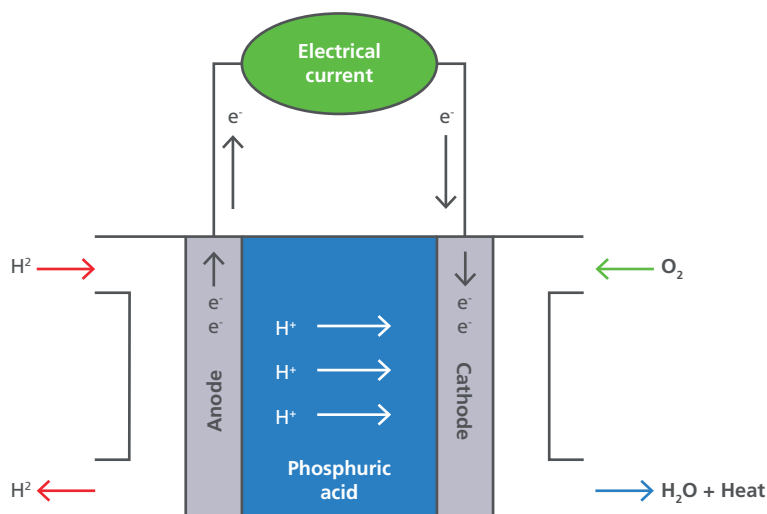 Electrical
current
e⁻
e⁻
H²
O₂
e⁻
e⁻
e⁻
e⁻
H⁺
H⁺
H⁺
Anode
Cathode
Phosphuric
acid
H²
H₂O + Heat